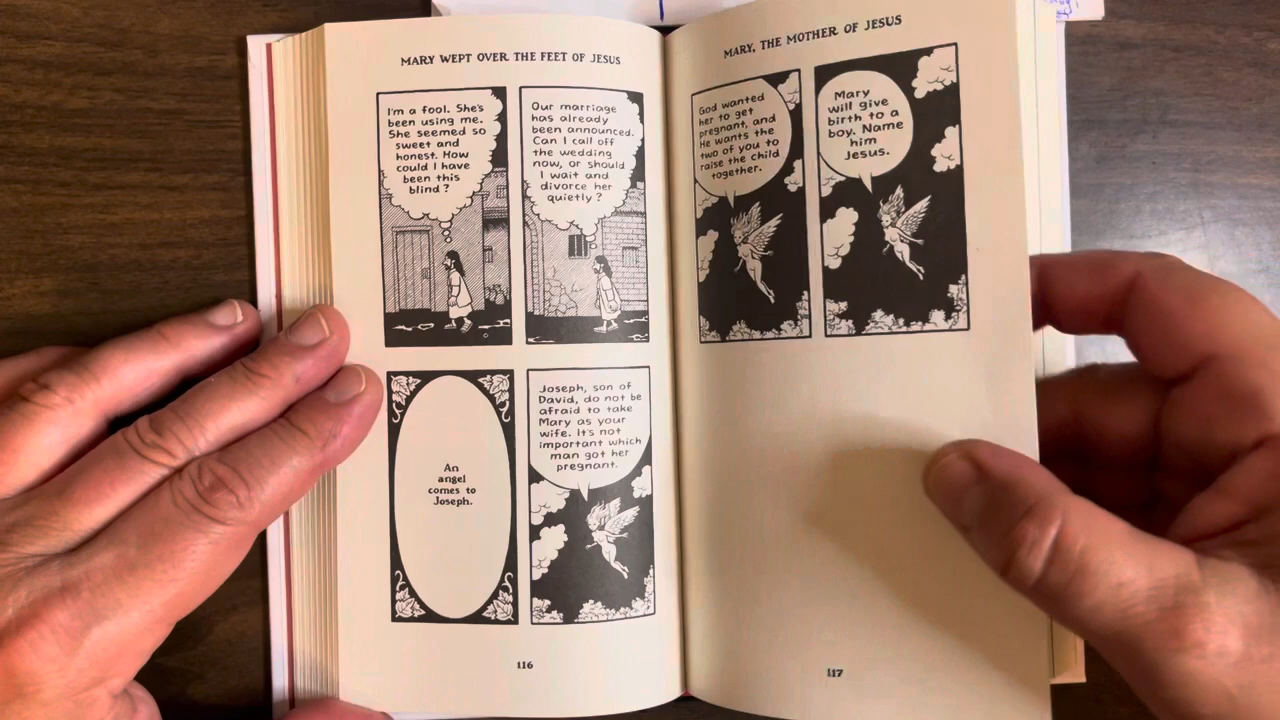 MARY WEPT OVER THE FEET OF JESUS
I'm a fool. She's
been using me.
She seemed so
sweet and
honest. How
could I have
been this
blind?
Our marriage
has already
been announced.
Can I call off
the wedding
now, or should
I wait and
divorce her
quietly?
An
angel
comes to
Joseph.
Joseph, son of
David, do not be
afraid to take
Mary as your
wife. It's not
important which
man got her
pregnant.
116
MARY, THE MOTHER OF JESUS
God wanted
her to get
pregnant, and
He wants the
two of you to
raise the child
together.
Mary
will give
birth to a
boy. Name
him
Jesus.
117